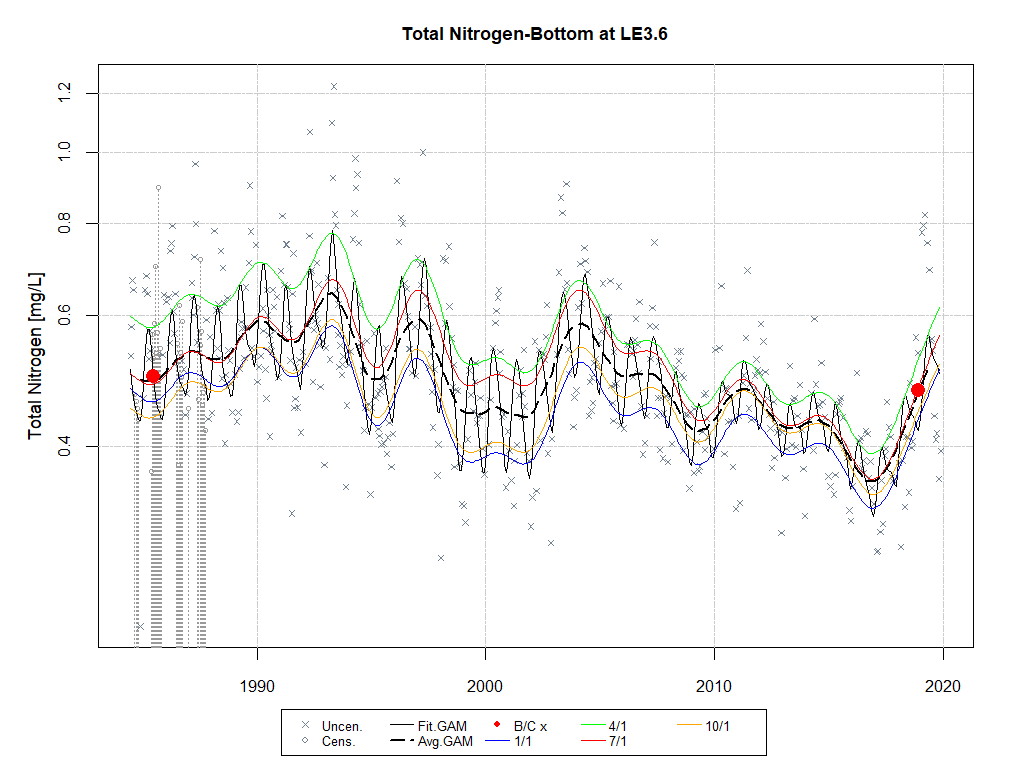 Total Nitrogen-Bottom at LE3.6
Total Nitrogen [mg/L]
1.2
1.0
0.8
0.6
0.4
1990 2000 2010 2020
Uncen. Fit.GAM B/C x 4/1 10/1
Cens. Avg.GAM 1/1 7/1